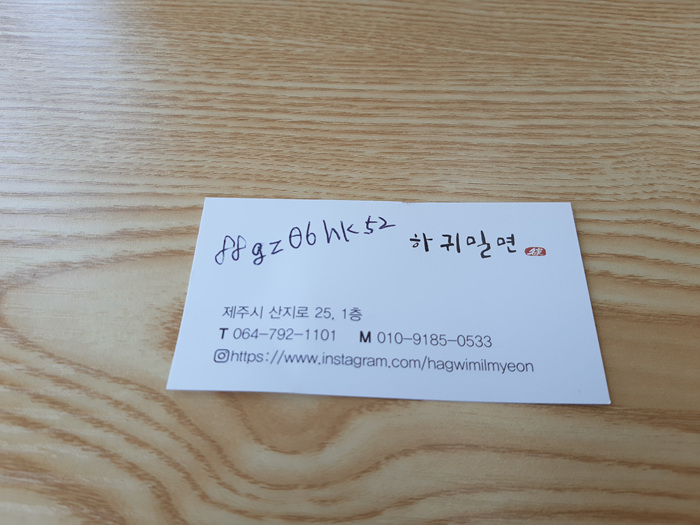 88gz06hk52
하귀밀면
제주시 산지로 25, 1층
T 064-792-1101 M 010-9185-0533
https://www.instagram.com/hagwimilmyeon